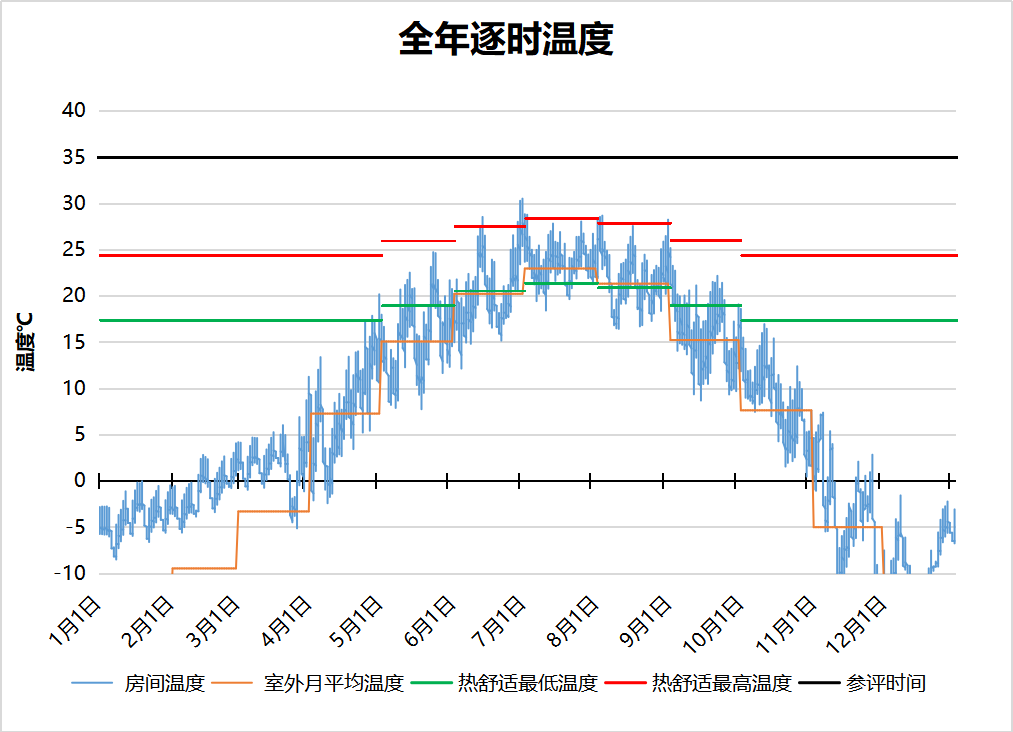 全年逐时温度
40
35
30
25
20
15
10
5
0
-5
-10
温度℃
1月1日
2月1日
3月1日
4月1日
5月1日
6月1日
7月1日
8月1日
9月1日
10月1日
11月1日
12月1日
房间温度 室外月平均温度 热舒适最低温度 热舒适最高温度 参评时间